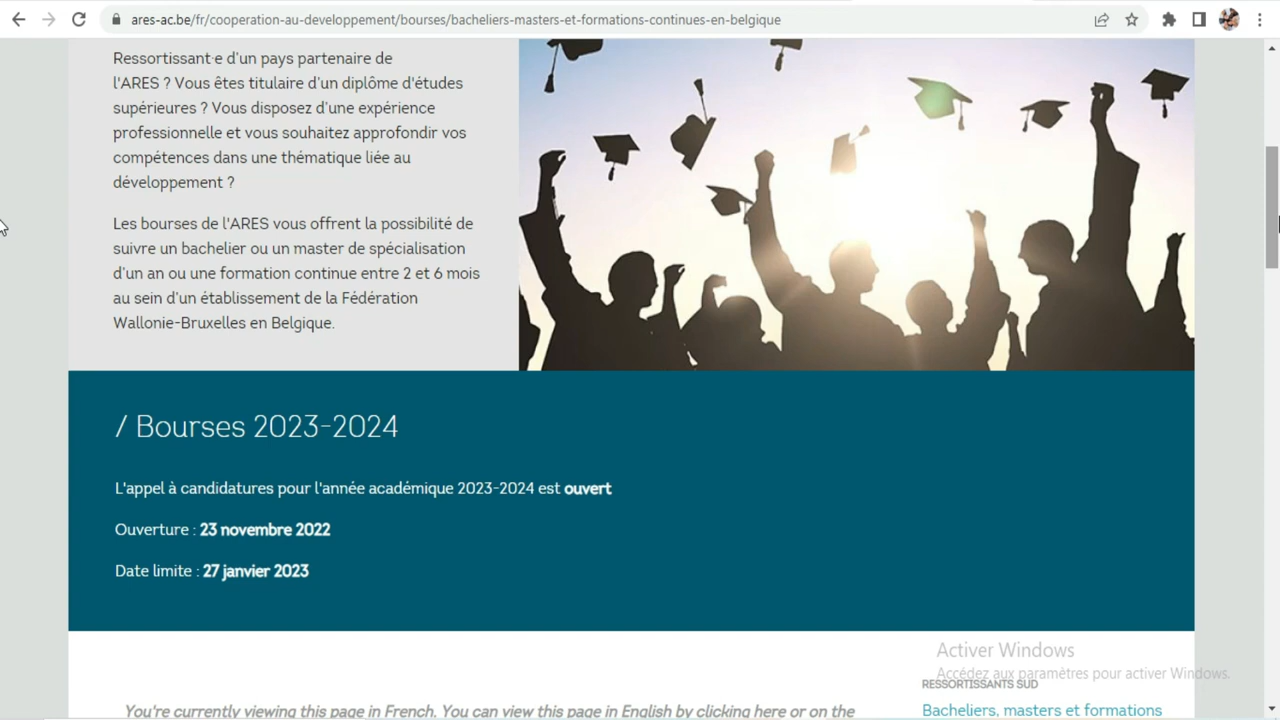 ares-ac.be/fr/cooperation-au-developpement/bourses/bacheliers-masters-et-formations-continues-en-belgique
Ressortissant·e d'un pays partenaire de
l'ARES ? Vous êtes titulaire d'un diplôme d'études
supérieures ? Vous disposez d'une expérience
professionnelle et vous souhaitez approfondir vos
compétences dans une thématique liée au
développement ?
Les bourses de l'ARES vous offrent la possibilité de
suivre un bachelier ou un master de spécialisation
d'un an ou une formation continue entre 2 et 6 mois
au sein d'un établissement de la Fédération
Wallonie-Bruxelles en Belgique.
/ Bourses 2023-2024
L'appel à candidatures pour l'année académique 2023-2024 est ouvert
Ouverture : 23 novembre 2022
Date limite : 27 janvier 2023
Activer Windows
Accédez aux paramètres pour activer Windows.
RESSORTISSANTS SUD
Bacheliers, masters et formations
You're currently viewing this page in French. You can view this page in English by clicking here or on the